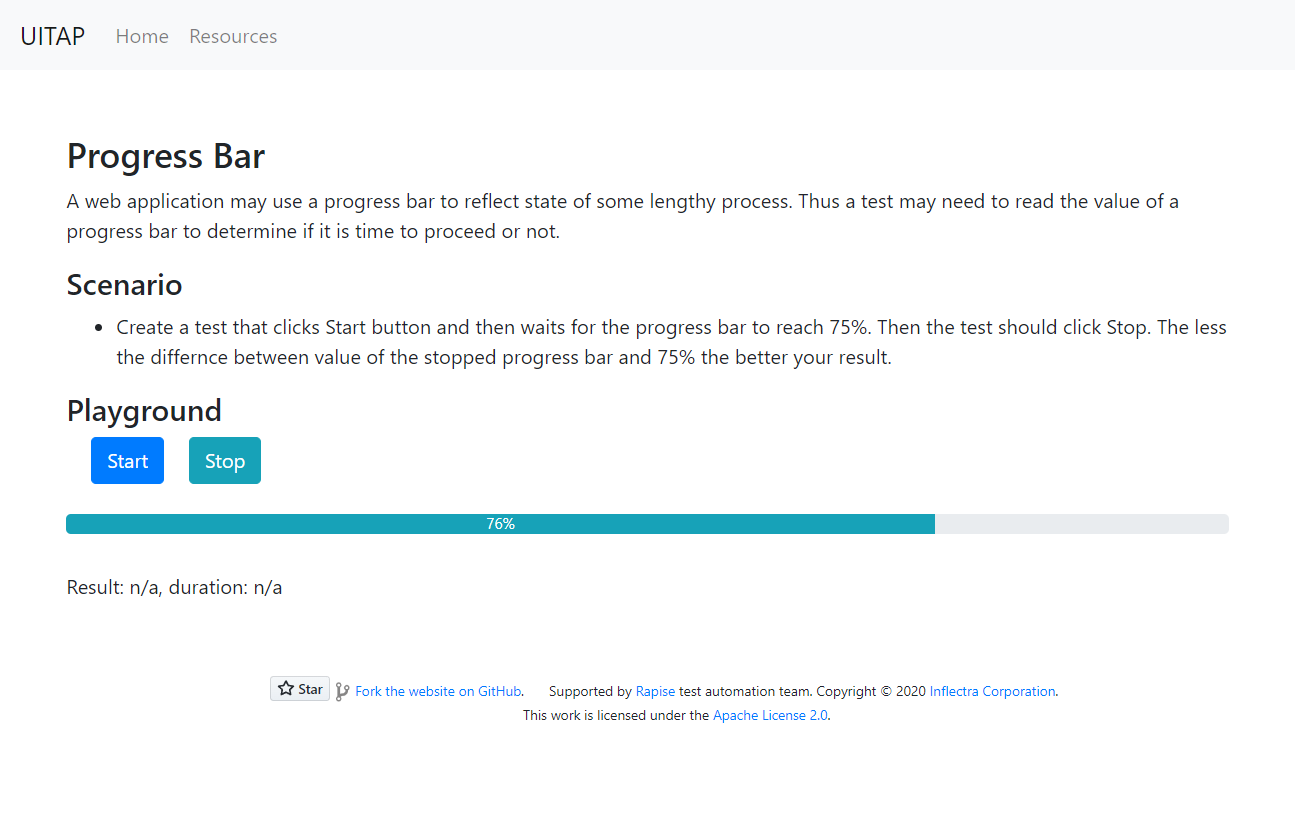 UITAP Home Resources
Progress Bar
A web application may use a progress bar to reflect state of some lengthy process. Thus a test may need to read the value of a
progress bar to determine if it is time to proceed or not.
Scenario
Create a test that clicks Start button and then waits for the progress bar to reach 75%. Then the test should click Stop. The less
the differnce between value of the stopped progress bar and 75% the better your result.
Playground
Start Stop
76%
Result: n/a, duration: n/a
Star Fork the website on GitHub. Supported by Rapise test automation team. Copyright © 2020 Inflectra Corporation.
This work is licensed under the Apache License 2.0.